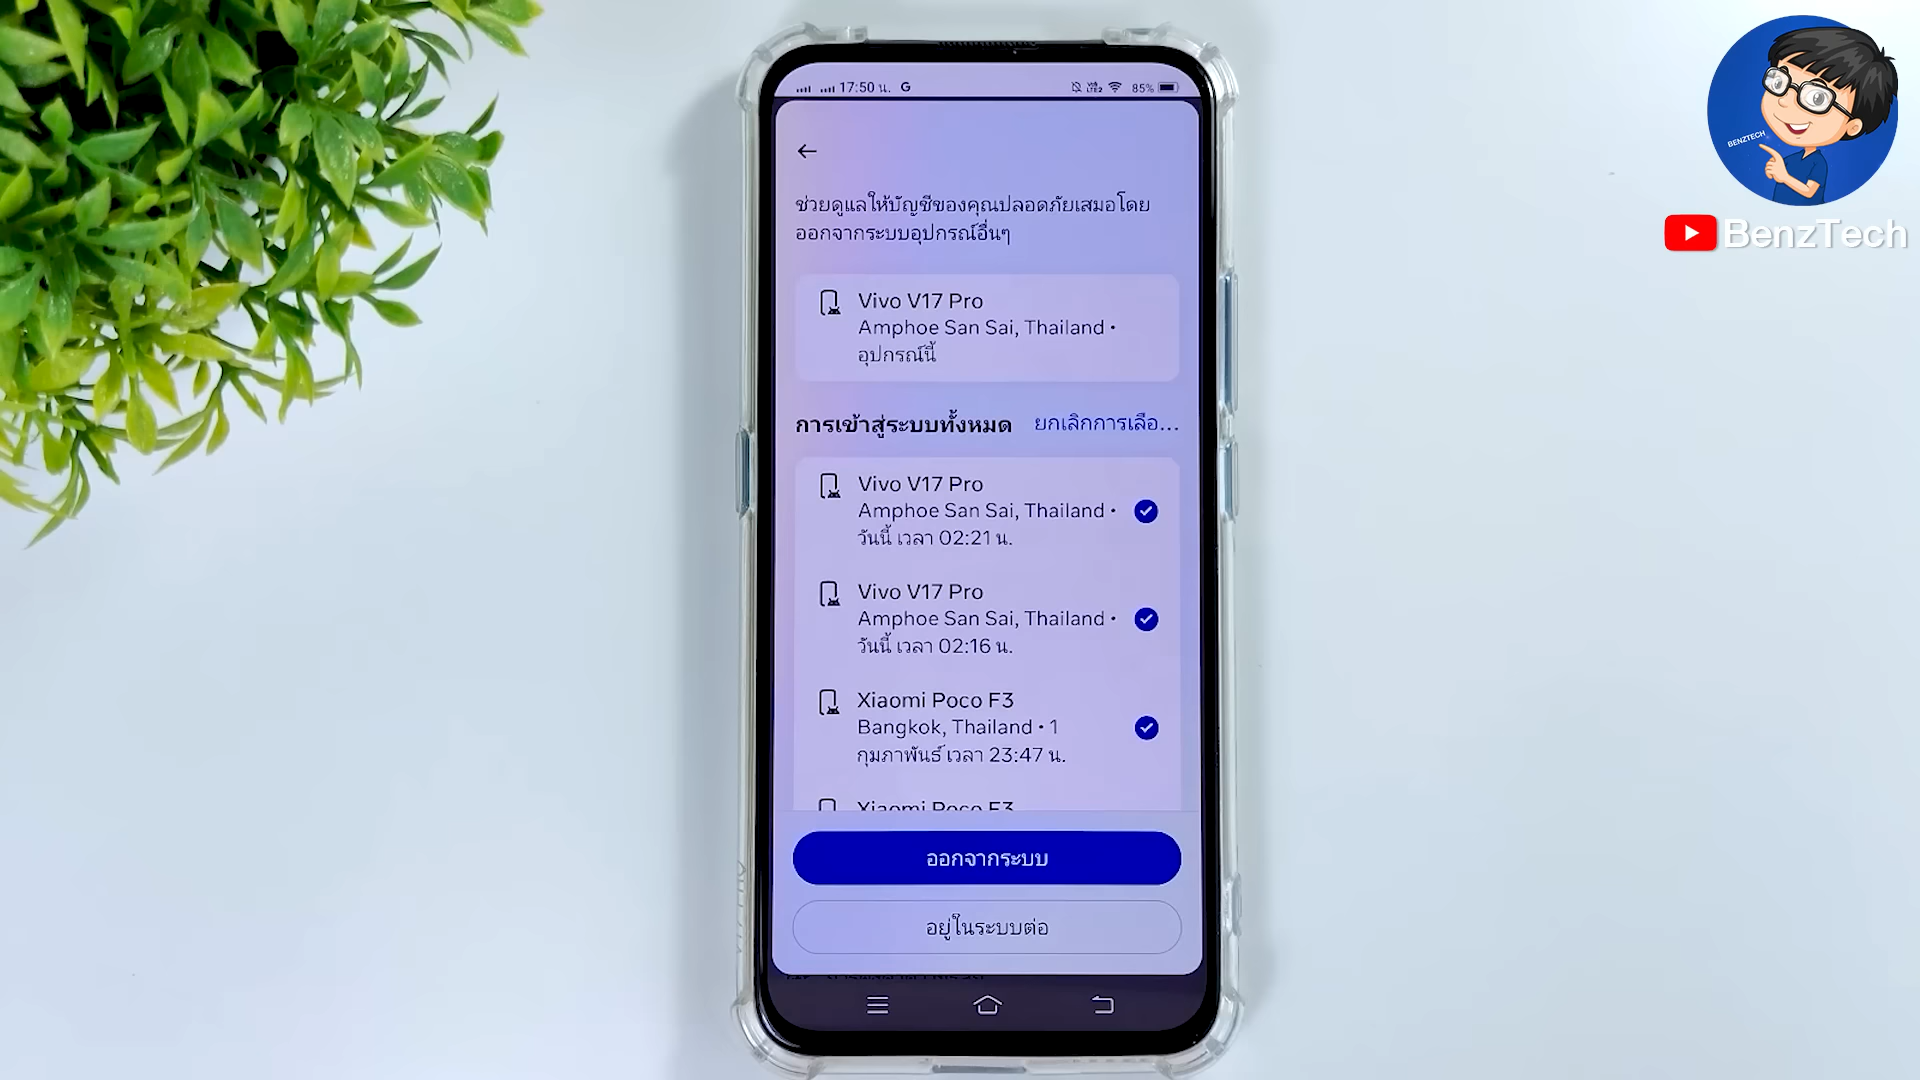 17:50 น. G
85%
ช่วยดูแลให้บัญชีของคุณปลอดภัยเสมอโดย
ออกจากระบบอุปกรณ์อื่นๆ
Vivo V17 Pro
Amphoe San Sai, Thailand •
อุปกรณ์นี้
การเข้าสู่ระบบทั้งหมด ยกเลิกการเลือ...
Vivo V17 Pro
Amphoe San Sai, Thailand •
วันนี้ เวลา 02:21 น.
Vivo V17 Pro
Amphoe San Sai, Thailand •
วันนี้ เวลา 02:16 น.
Xiaomi Poco F3
Bangkok, Thailand • 1
กุมภาพันธ์ เวลา 23:47 น.
Xiaomi Poco F3
ออกจากระบบ
อยู่ในระบบต่อ
BENZTECH
BenzTech